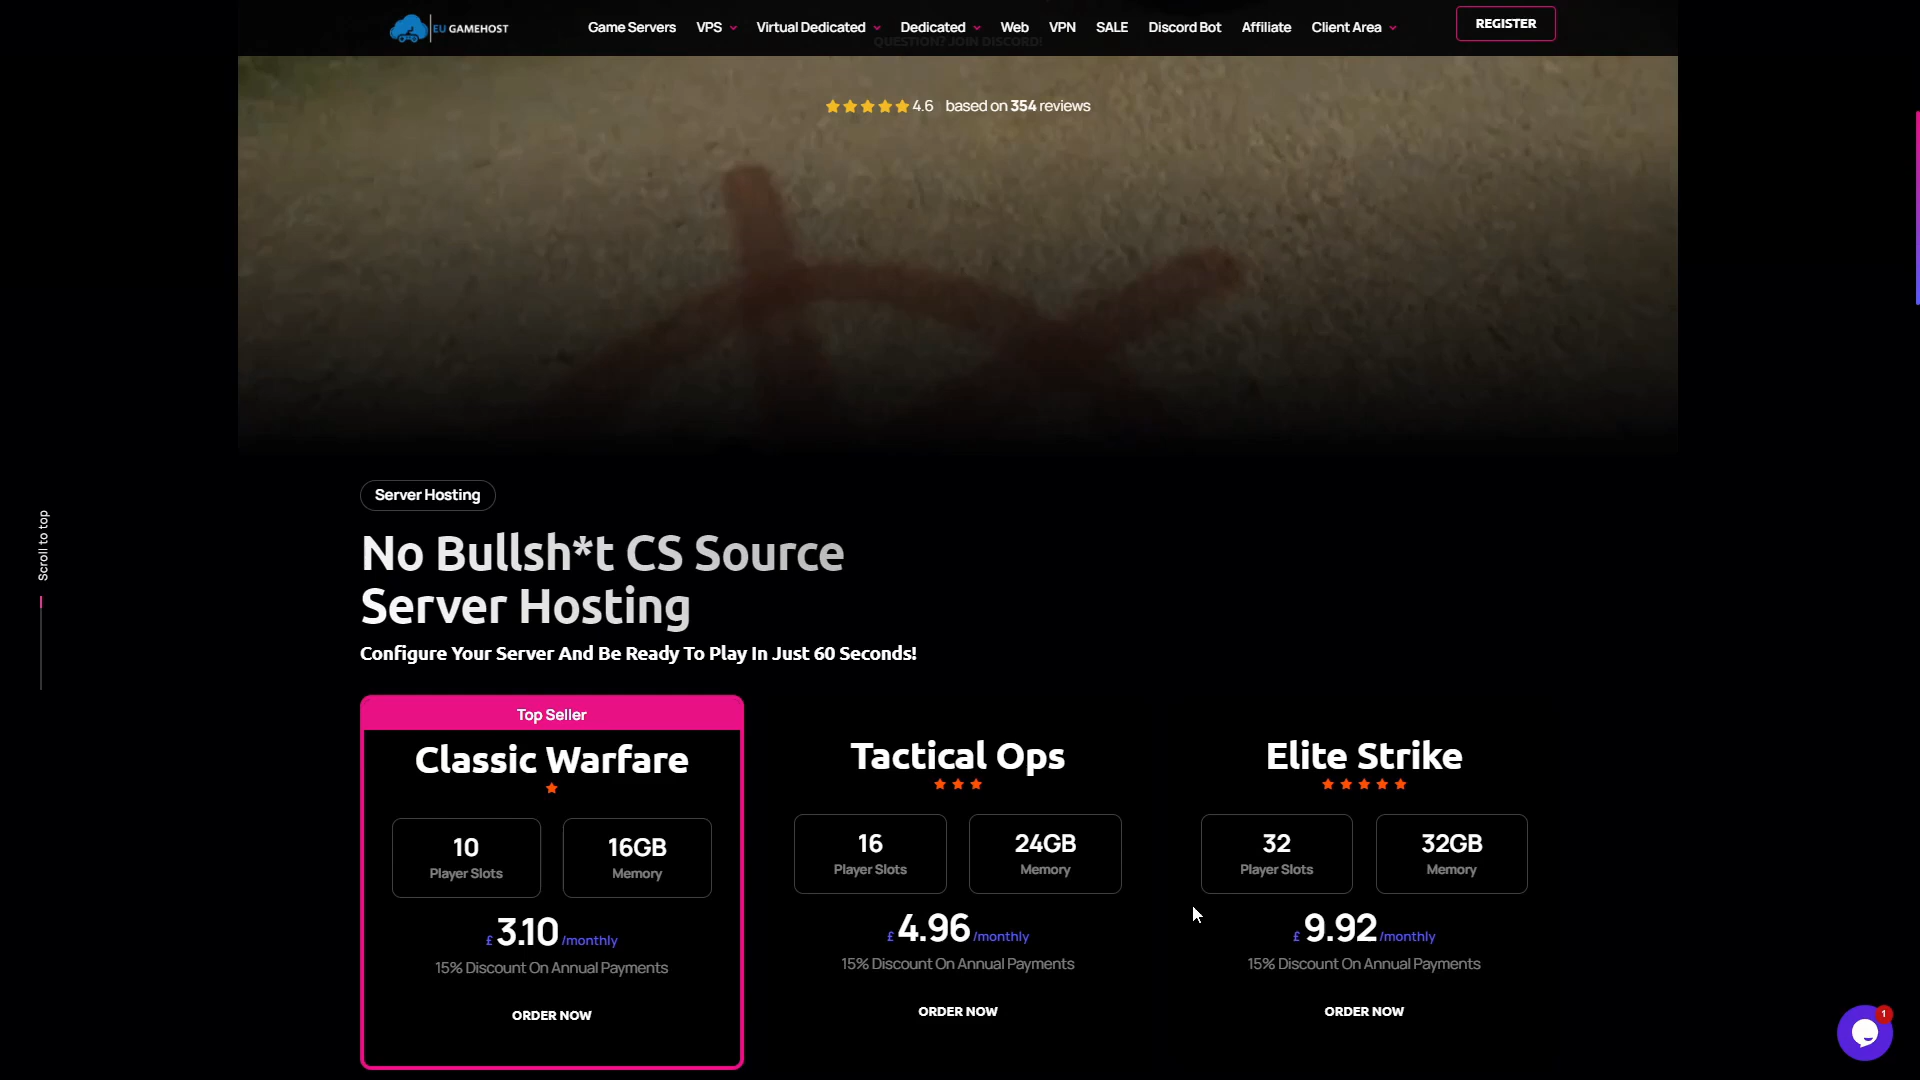 EU GAMEHOST
Game Servers
VPS
Virtual Dedicated
Dedicated
Web
VPN
SALE
Discord Bot
Affiliate
Client Area
REGISTER
QUESTION? JOIN DISCORD!
4.6 based on 354 reviews
Scroll to top
Server Hosting
No Bullsh*t CS Source
Server Hosting
Configure Your Server And Be Ready To Play In Just 60 Seconds!
Top Seller
Classic Warfare
10
Player Slots
16GB
Memory
£ 3.10 /monthly
15% Discount On Annual Payments
ORDER NOW
Tactical Ops
16
Player Slots
24GB
Memory
£ 4.96 /monthly
15% Discount On Annual Payments
ORDER NOW
Elite Strike
32
Player Slots
32GB
Memory
£ 9.92 /monthly
15% Discount On Annual Payments
ORDER NOW
1